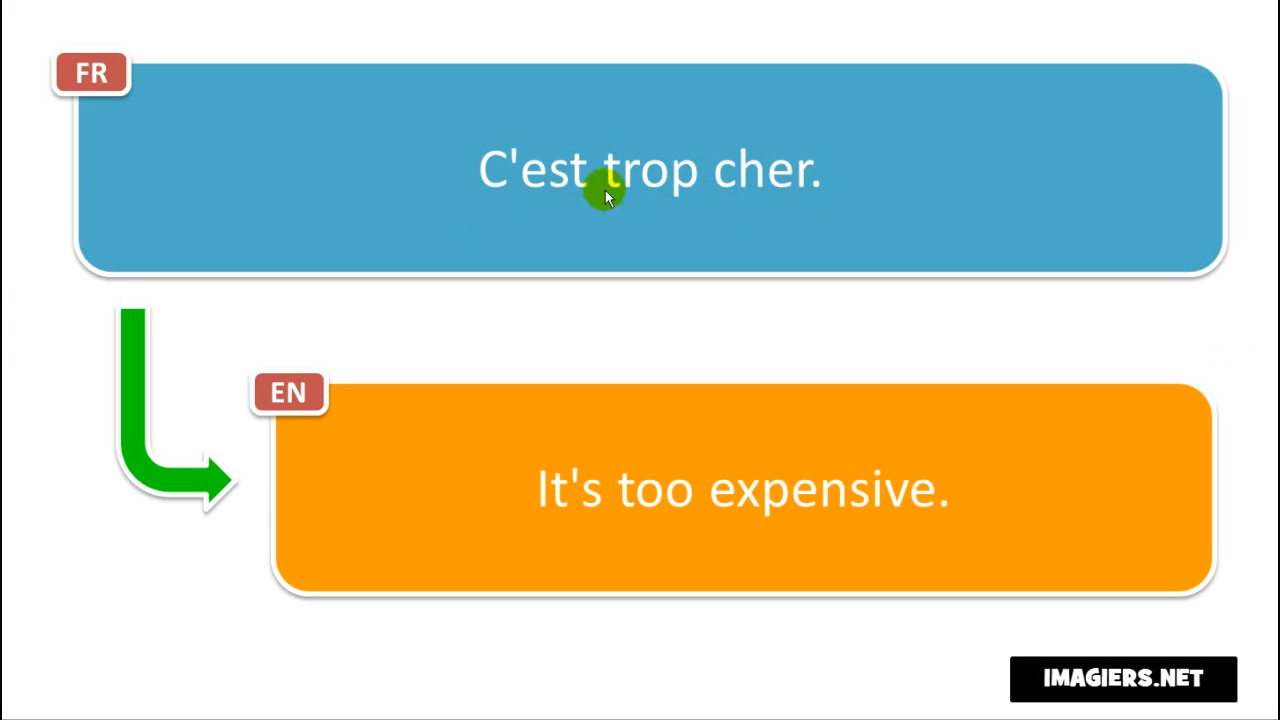 FR
C'est trop cher.
EN
It's too expensive.
IMAGIERS.NET